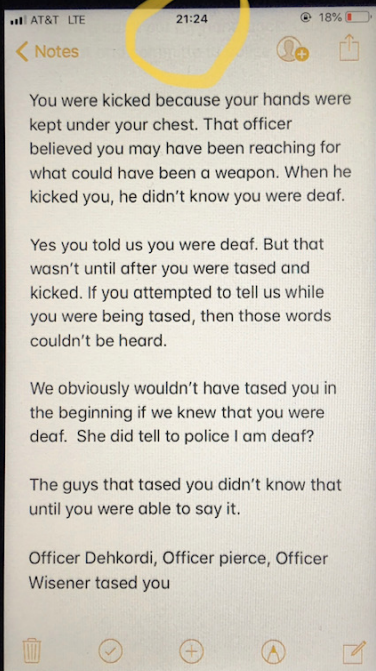 AT&T LTE 21:24 18%
Notes
You were kicked because your hands were
kept under your chest. That officer
believed you may have been reaching for
what could have been a weapon. When he
kicked you, he didn't know you were deaf.
Yes you told us you were deaf. But that
wasn't until after you were tased and
kicked. If you attempted to tell us while
you were being tased, then those words
couldn't be heard.
We obviously wouldn't have tased you in
the beginning if we knew that you were
deaf. She did tell to police I am deaf?
The guys that tased you didn't know that
until you were able to say it.
Officer Dehkordi, Officer pierce, Officer
Wisener tased you